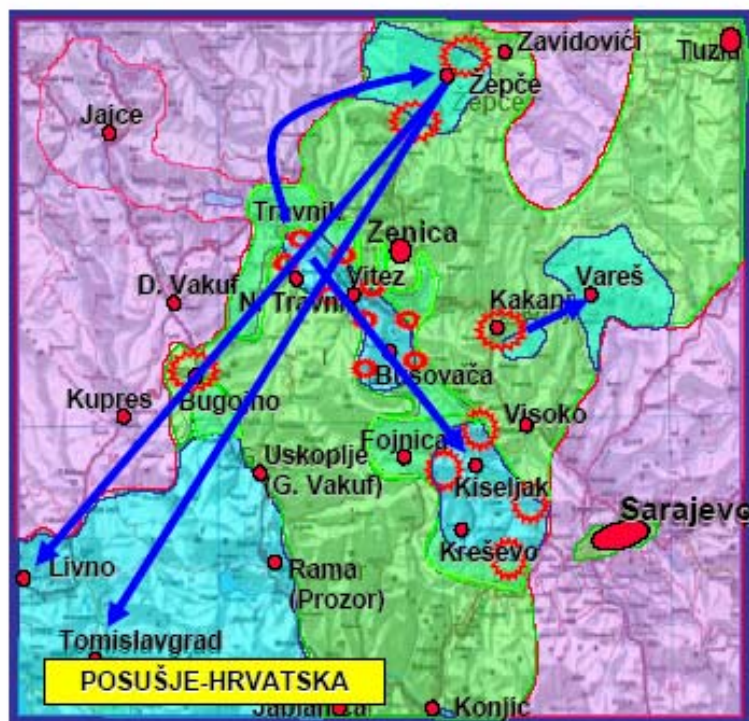 Zavidovići
Tuzla
Žepče
Žepče
Jajce
Travnik
Zenica
Vareš
D. Vakuf
Vitez
N. Travnik
Kakanj
Busovača
Bugojno
Kupres
Visoko
Fojnica
Uskoplje
(G. Vakuf)
Kiseljak
Sarajevo
Kreševo
Livno
Rama
(Prozor)
Tomislavgrad
POSUŠJE-HRVATSKA
Jablanica
Konjic